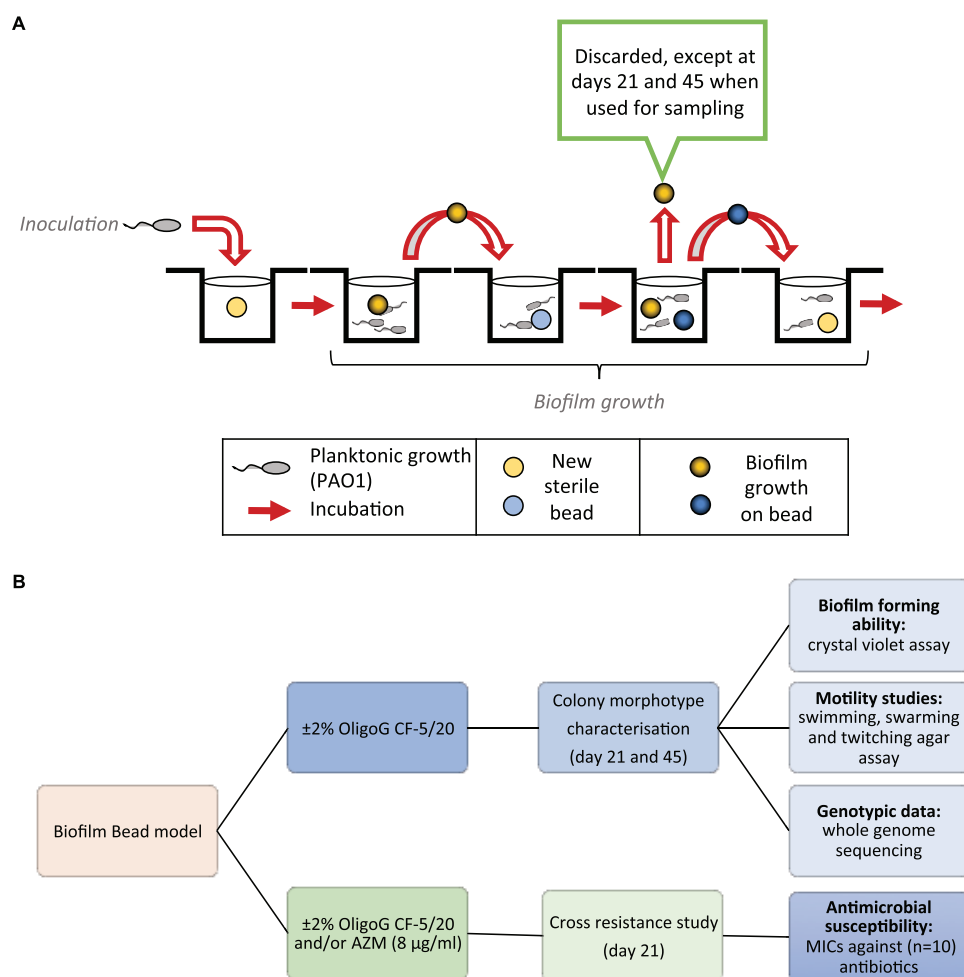 A
Discarded, except at
days 21 and 45 when
used for sampling
Inoculation
Biofilm growth
Planktonic growth
(PAO1)
Incubation
New
sterile
bead
Biofilm
growth
on bead
B
Biofilm Bead model
±2% OligoG CF-5/20
Colony morphotype
characterisation
(day 21 and 45)
Biofilm forming
ability:
crystal violet assay
Motility studies:
swimming, swarming
and twitching agar
assay
Genotypic data:
whole genome
sequencing
±2% OligoG CF-5/20
and/or AZM (8 µg/ml)
Cross resistance study
(day 21)
Antimicrobial
susceptibility:
MICs against (n=10)
antibiotics